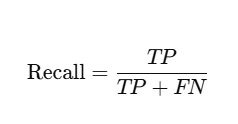 Recall = TP / TP + FN